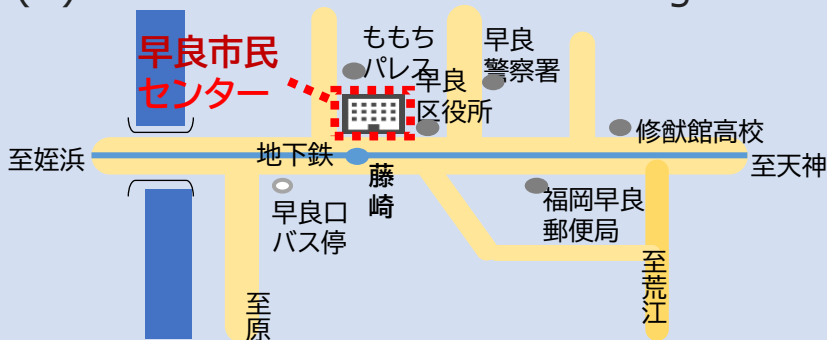 早良市民
センター
ももち
パレス
早良
警察署
早良
区役所
修猷館高校
至姪浜
地下鉄
藤
崎
至天神
早良口
バス停
福岡早良
郵便局
至
原
至
荒
江